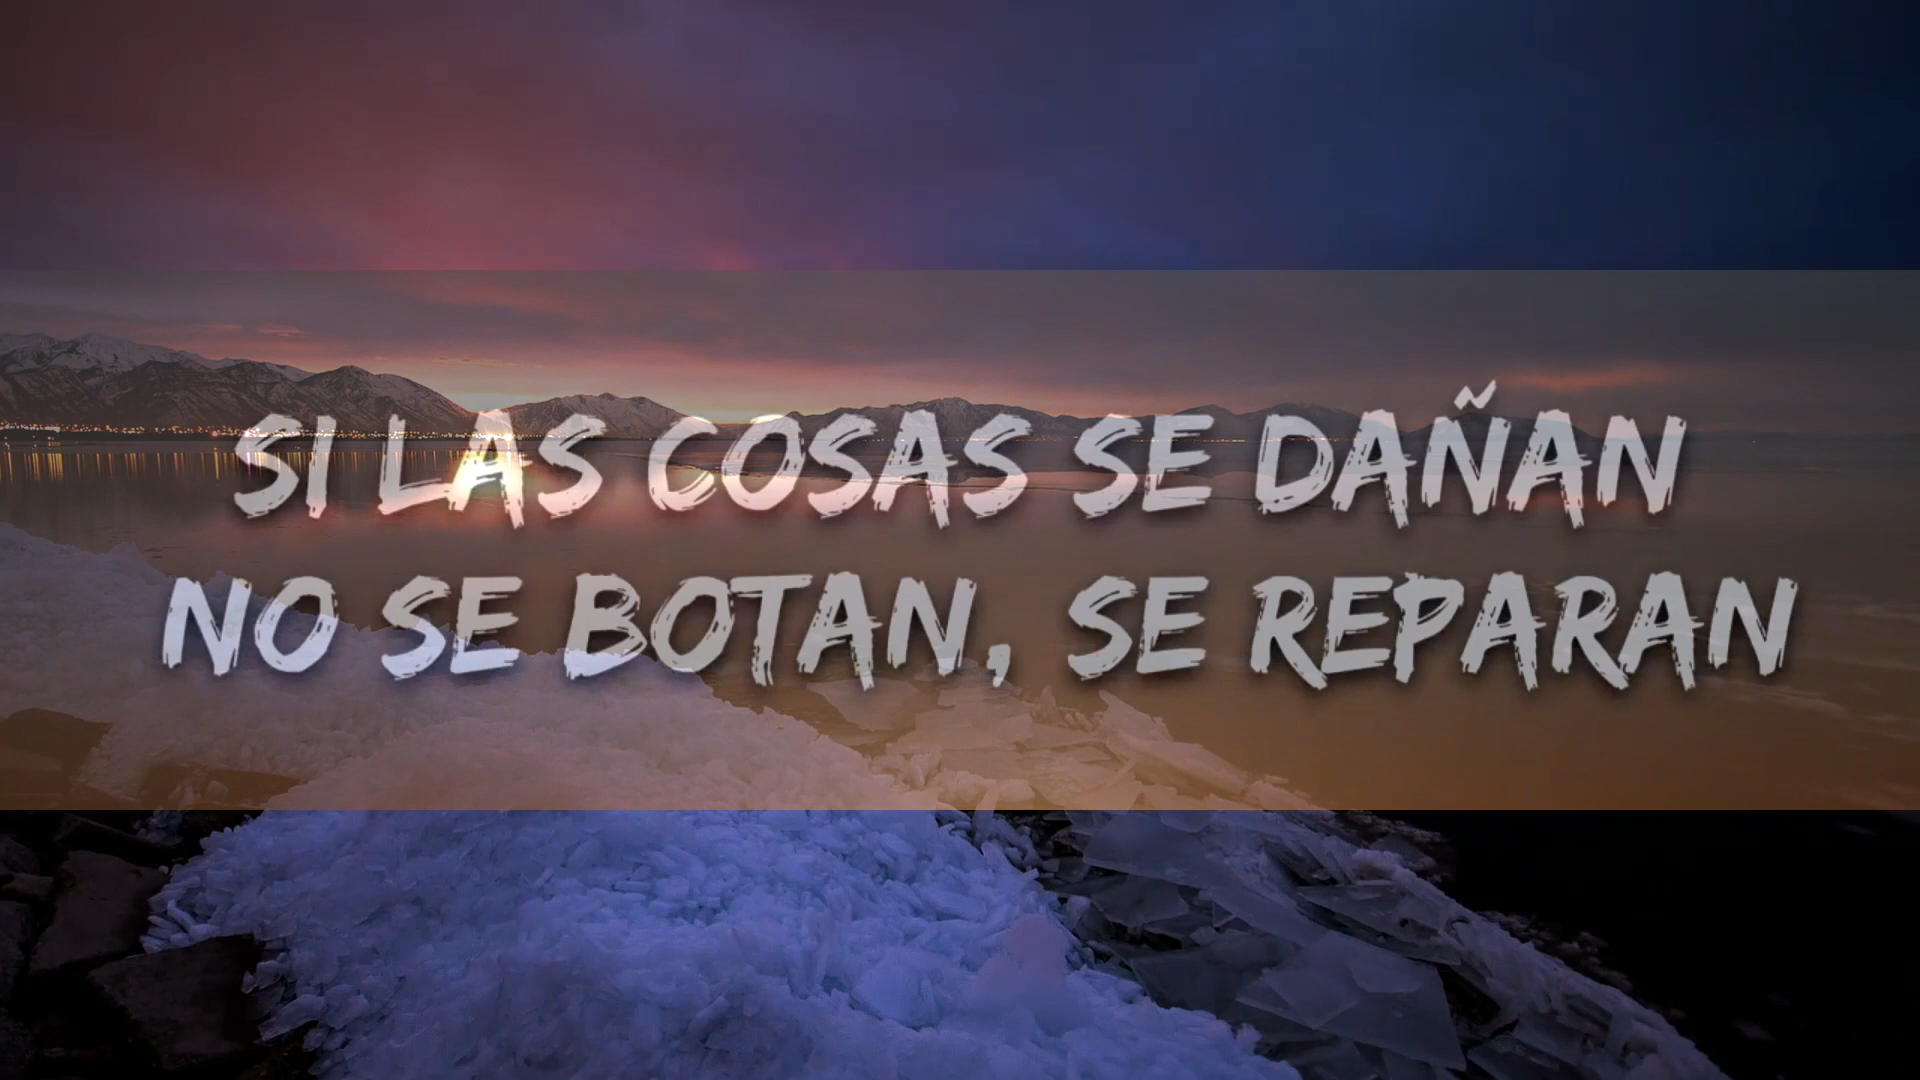 SI LAS COSAS SE DAÑAN
NO SE BOTAN, SE REPARAN